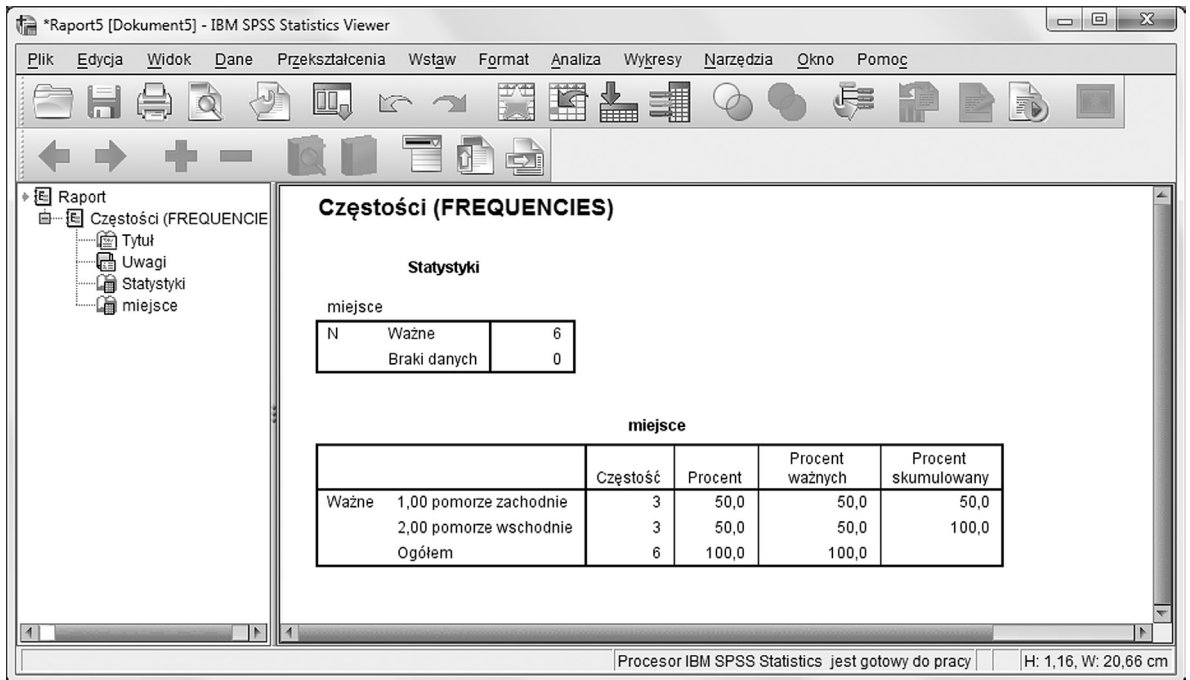 *Raport5 [Dokument5] - IBM SPSS Statistics Viewer
Plik Edycja Widok Dane Przekształcenia Wstaw Format Analiza Wykresy Narzędzia Okno Pomoc
Raport
Częstości (FREQUENCIE
Tytuł
Uwagi
Statystyki
miejsce
Częstości (FREQUENCIES)
Statystyki
miejsce
N Ważne 6
Braki danych 0
miejsce
Częstość Procent Procent ważnych Procent skumulowany
Ważne 1,00 pomorze zachodnie 3 50,0 50,0 50,0
2,00 pomorze wschodnie 3 50,0 50,0 100,0
Ogółem 6 100,0 100,0
Procesor IBM SPSS Statistics jest gotowy do pracy H: 1,16, W: 20,66 cm